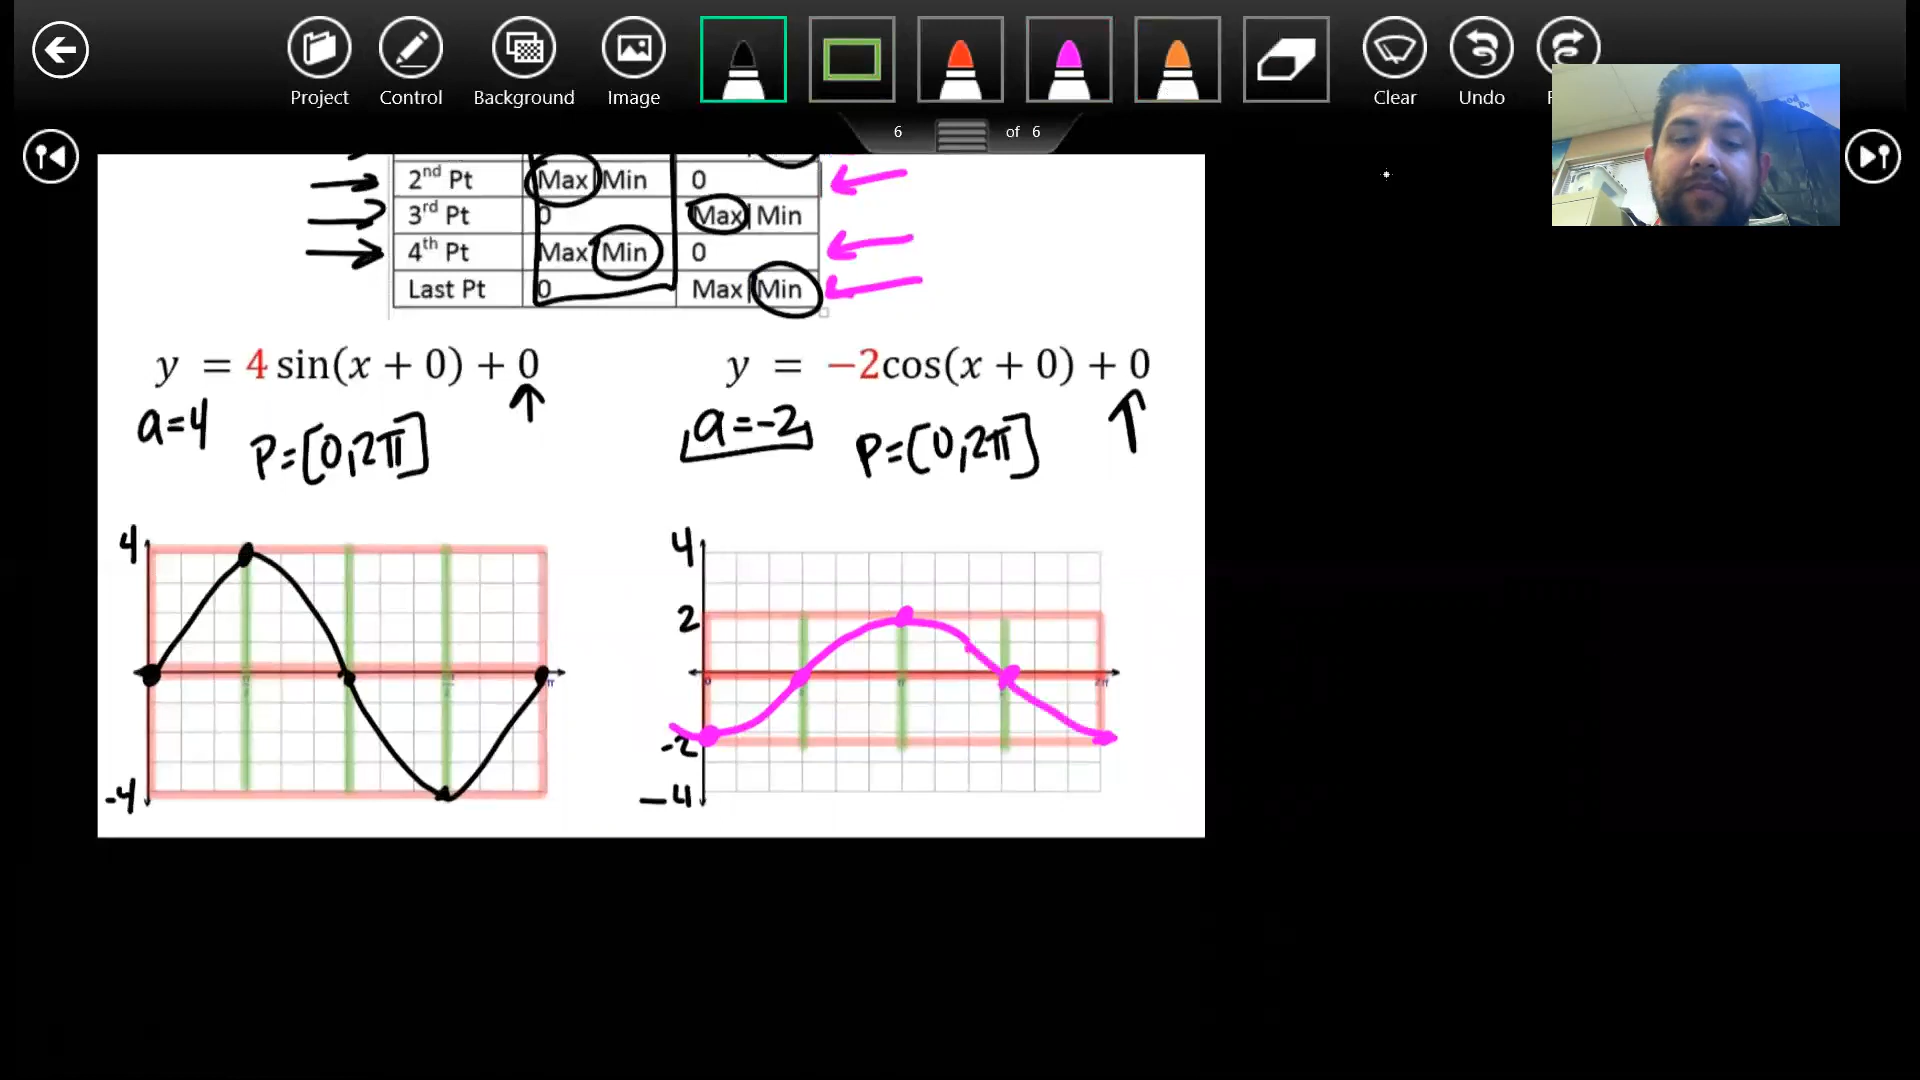 Project Control Background Image Clear Undo
6 of 6
2nd Pt Max Min 0
3rd Pt 0 Max Min
4th Pt Max Min 0
Last Pt 0 Max Min
y = 4 sin(x + 0) + 0
y = −2cos(x + 0) + 0
a=4
P=[0,2π]
a=-2
P=[0,2π]
4
-4
4
2
-2
-4
0
π
2π